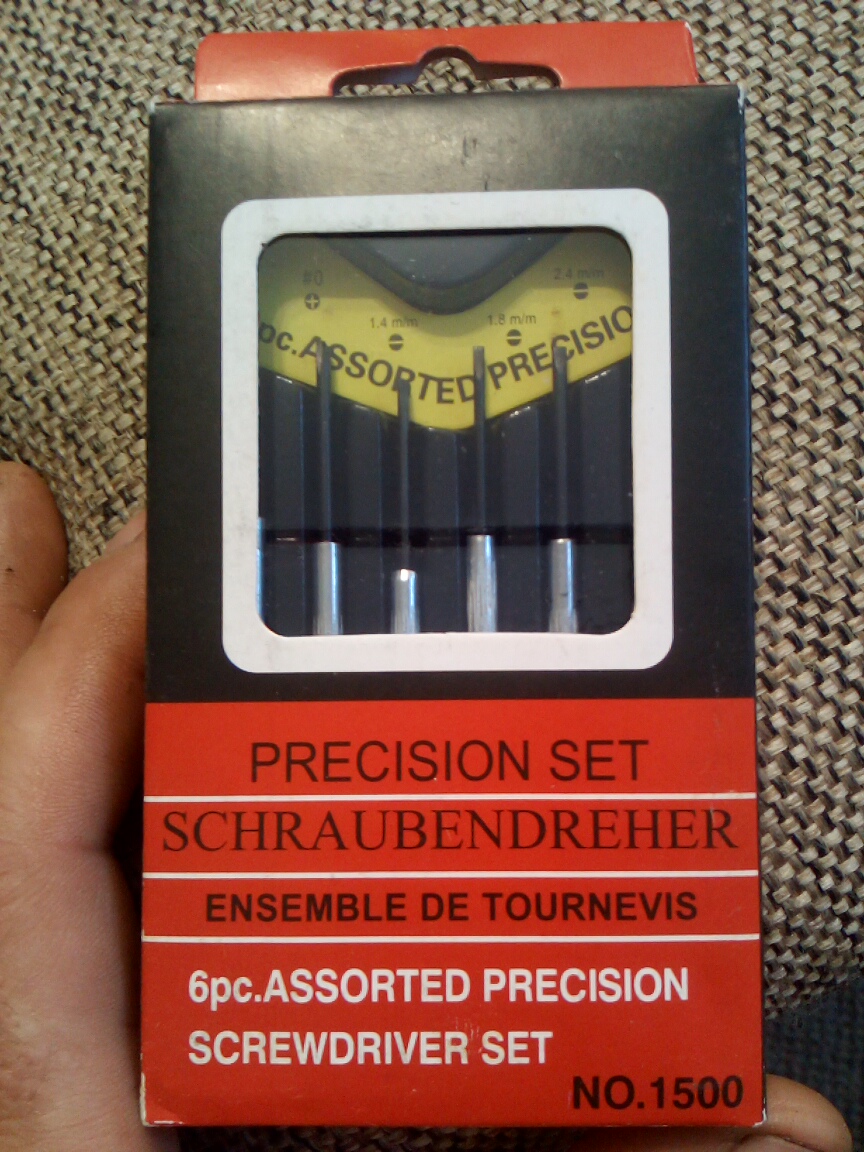 #0
2.4 m/m
1.4 m/m
1.8 m/m
pc.ASSORTED PRECISIO
PRECISION SET
SCHRAUBENDREHER
ENSEMBLE DE TOURNEVIS
6pc.ASSORTED PRECISION
SCREWDRIVER SET
NO.1500